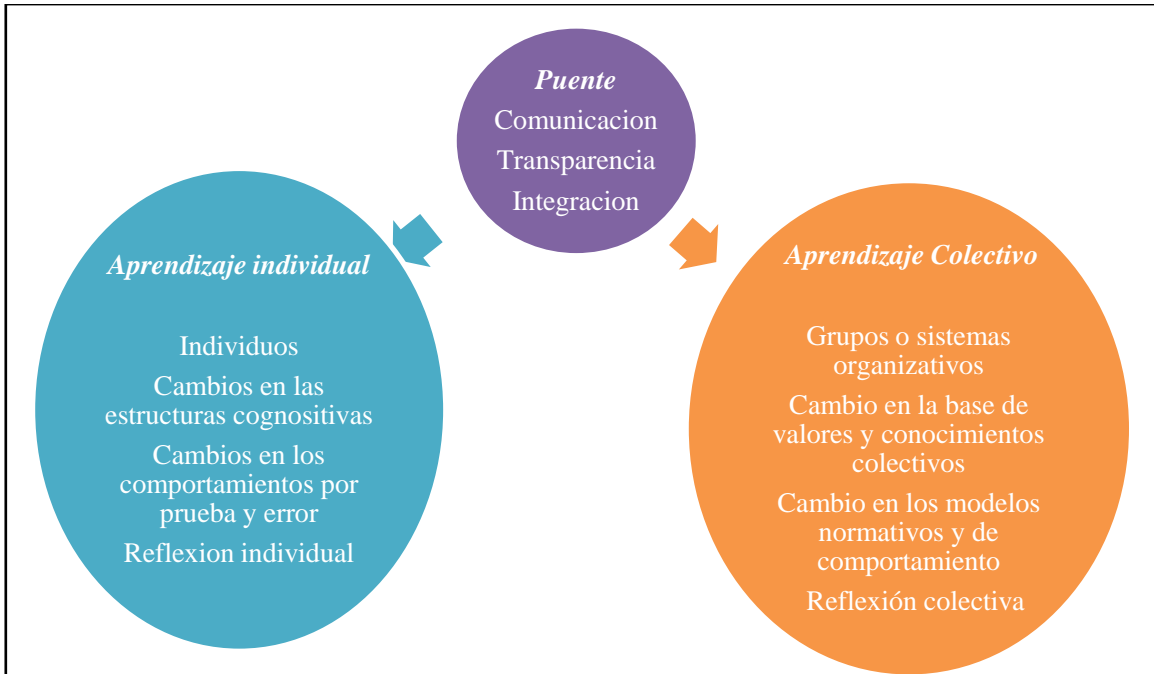 Puente
Comunicacion
Transparencia
Integracion
Aprendizaje individual
Individuos
Cambios en las
estructuras cognositivas
Cambios en los
comportamientos por
prueba y error
Reflexion individual
Aprendizaje Colectivo
Grupos o sistemas
organizativos
Cambio en la base de
valores y conocimientos
colectivos
Cambio en los modelos
normativos y de
comportamiento
Reflexión colectiva